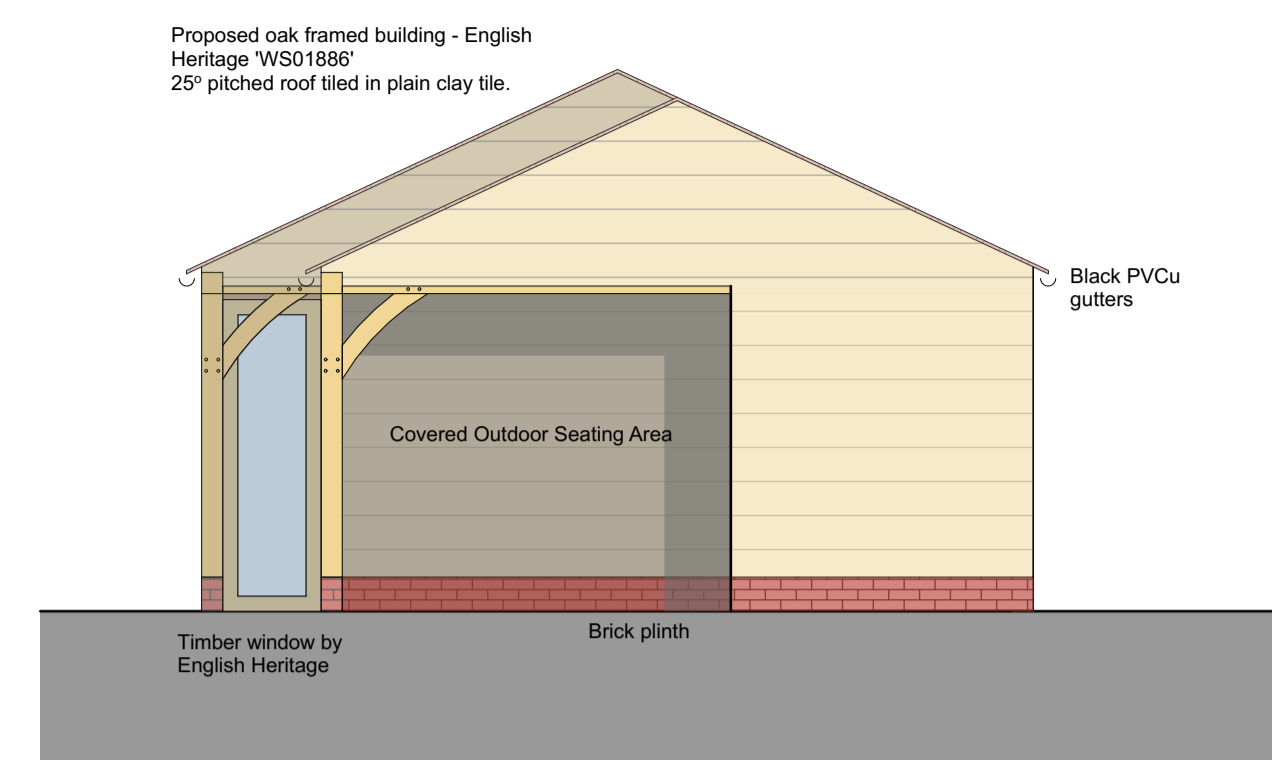 Proposed oak framed building - English
Heritage 'WS01886'
25º pitched roof tiled in plain clay tile.
Black PVCu
gutters
Covered Outdoor Seating Area
Brick plinth
Timber window by
English Heritage